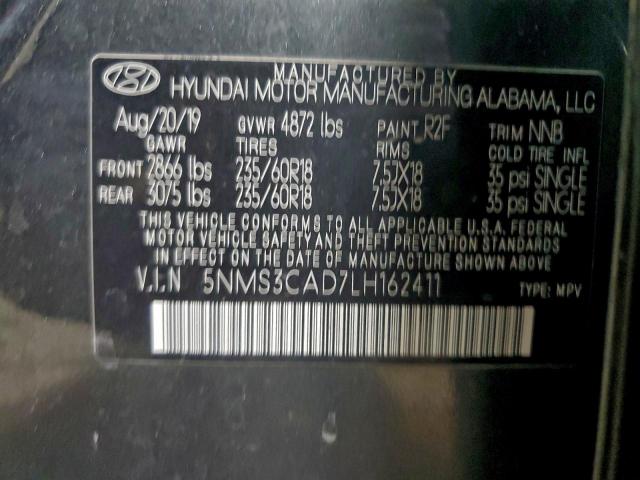 MANUFACTURED BY
HYUNDAI MOTOR MANUFACTURING ALABAMA, LLC
Aug/20/19 GVWR 4872 lbs PAINT R2F TRIM NNB
GAWR TIRES RIMS COLD TIRE INFL
FRONT 2866 lbs 235/60R18 7.5JX18 35 psi SINGLE
REAR 3075 lbs 235/60R18 7.5JX18 35 psi SINGLE
THIS VEHICLE CONFORMS TO ALL APPLICABLE U.S.A. FEDERAL
MOTOR VEHICLE SAFETY, BUMPER, AND THEFT PREVENTION
STANDARDS IN EFFECT ON THE DATE OF MANUFACTURE SHOWN ABOVE.
V.I.N 5NMS3CAD7LH162411 TYPE: MPV